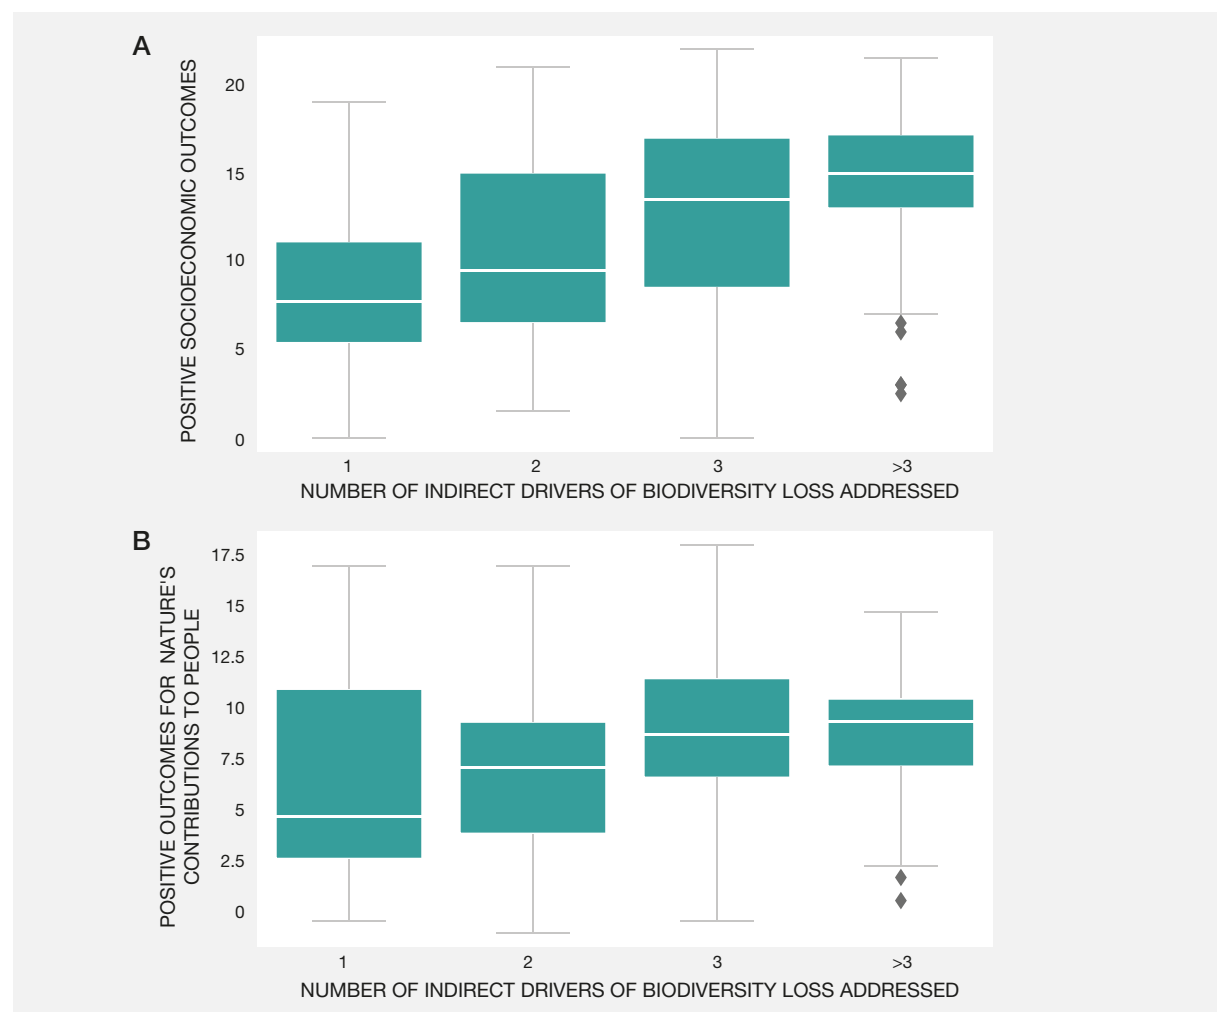 A
POSITIVE SOCIOECONOMIC OUTCOMES
20
15
10
5
0
1 2 3 >3
NUMBER OF INDIRECT DRIVERS OF BIODIVERSITY LOSS ADDRESSED
B
POSITIVE OUTCOMES FOR NATURE'S
CONTRIBUTIONS TO PEOPLE
17.5
15
12.5
10
7.5
5
2.5
0
1 2 3 >3
NUMBER OF INDIRECT DRIVERS OF BIODIVERSITY LOSS ADDRESSED